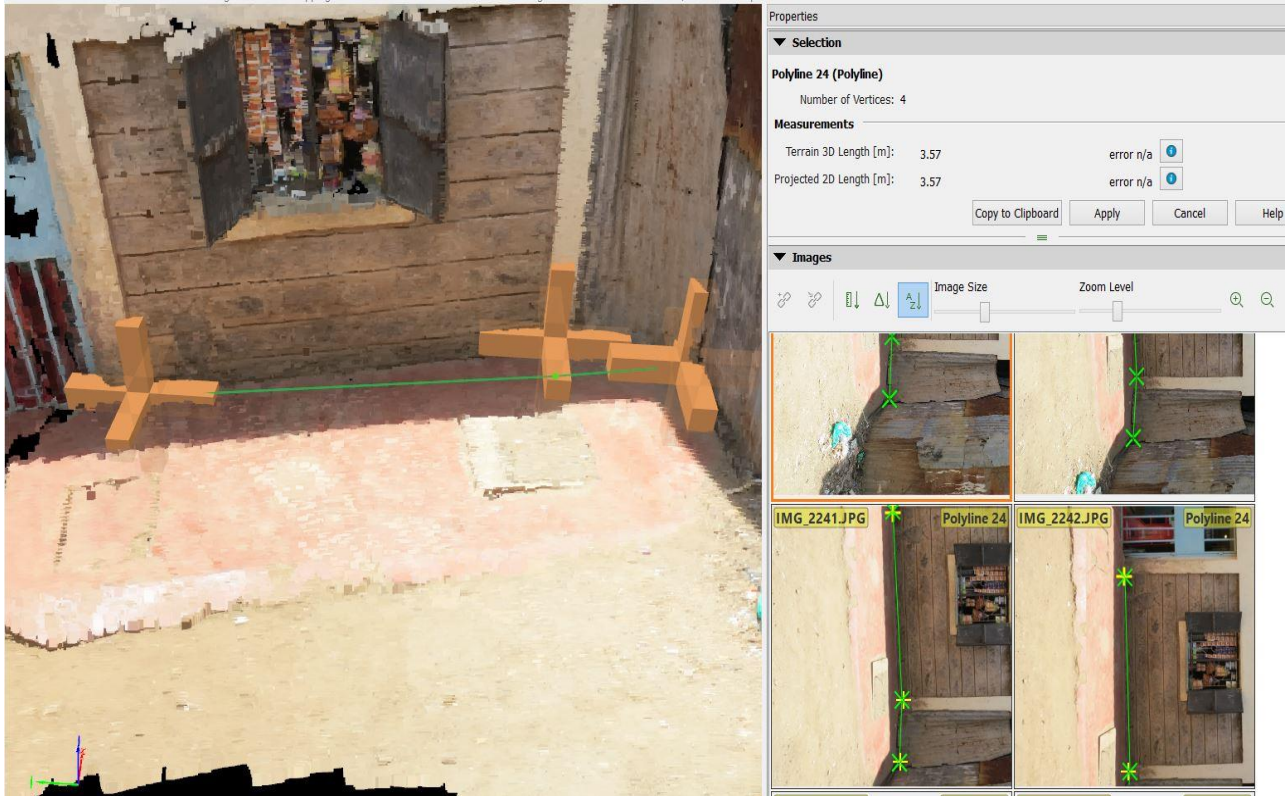 Properties
Selection
Polyline 24 (Polyline)
Number of Vertices: 4
Measurements
Terrain 3D Length [m]: 3.57 error n/a
Projected 2D Length [m]: 3.57 error n/a
Copy to Clipboard Apply Cancel Help
Images
Image Size Zoom Level
IMG_2241.JPG Polyline 24 IMG_2242.JPG Polyline 24